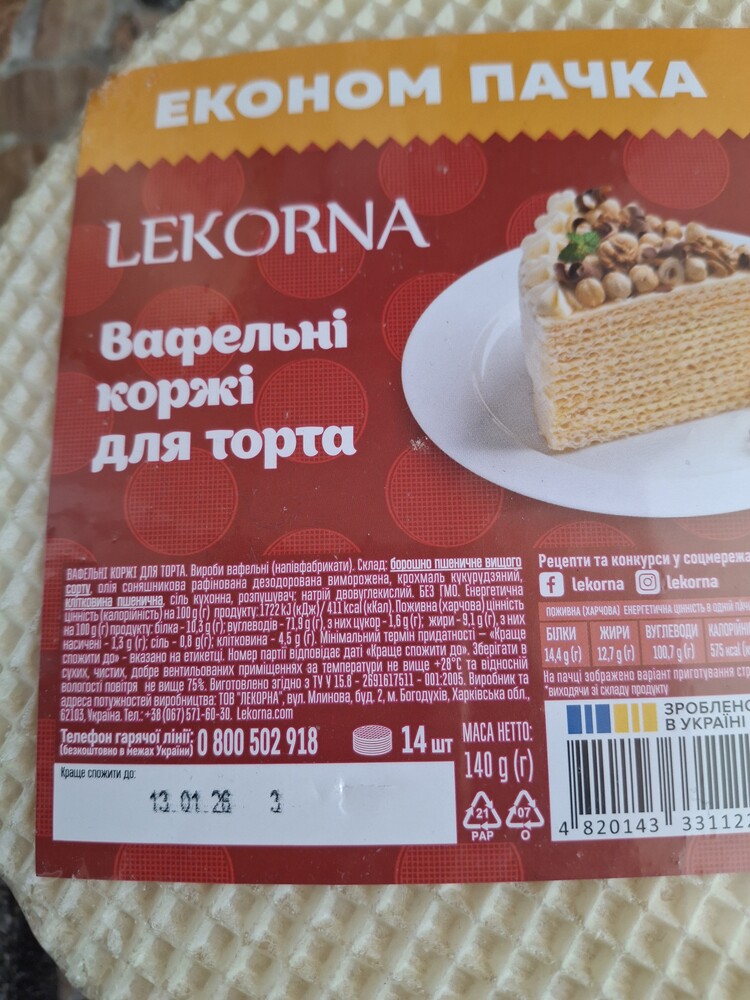 ЕКОНОМ ПАЧКА
LEKORNA
Вафельні
коржі
для торта
ВАФЕЛЬНІ КОРЖІ ДЛЯ ТОРТА. Вироби вафельні (напівфабрикати). Склад: борошно пшеничне вищого
сорту, олія соняшникова рафінована дезодорована виморожена, крохмаль кукурудзяний,
клітковина пшенична, сіль кухонна, розпушувач: натрій двовуглекислий. БЕЗ ГМО. Енергетична
цінність (калорійність) на 100 g (г) продукту: 1722 kJ (кДж)/ 411 kcal (кКал). Поживна (харчова) цінність
на 100 g (г) продукту: білка - 10,3 g (г); вуглеводів - 71,9 g (г), з них цукор - 1,6 g (г); жири - 9,1 g (г), з них
насичені - 1,3 g (г); сіль - 0,8 g(г); клітковина - 4,5 g (г). Мінімальний термін придатності – «Краще
спожити до» - вказано на етикетці. Номер партії відповідає даті «Краще спожити до». Зберігати в
сухих, чистих, добре вентильованих приміщеннях за температури не вище +28°С та відносній
вологості повітря не вище 75%. Виготовлено згідно з ТУ У 15.8 - 2691617511 - 001:2005. Виробник та
адреса потужностей виробництва: ТОВ "ЛЕКОРНА", вул. Млинова, буд. 2, м. Богодухів, Харківська обл.,
62103, Україна. Тел.: +38 (067) 571-60-30. Lekorna.com
Телефон гарячої лінії: 0 800 502 918
(безкоштовно в межах України)
14 шт
МАСА НЕТТО:
140 g (г)
Краще спожити до:
13.01.26 3
21
PAP
07
O
Рецепти та конкурси у соцмережа
lekorna lekorna
ПОЖИВНА (ХАРЧОВА) ЕНЕРГЕТИЧНА ЦІННІСТЬ В ОДНІЙ
БІЛКИ ЖИРИ ВУГЛЕВОДИ КАЛОРІЙН
14,4 g (г) 12,7 g (г) 100,7 g (г) 575 kcal
На пачці зображено варіант приготування
*виходячи зі складу продукту
ЗРОБЛЕНО
В УКРАЇНІ
4 820143 331122